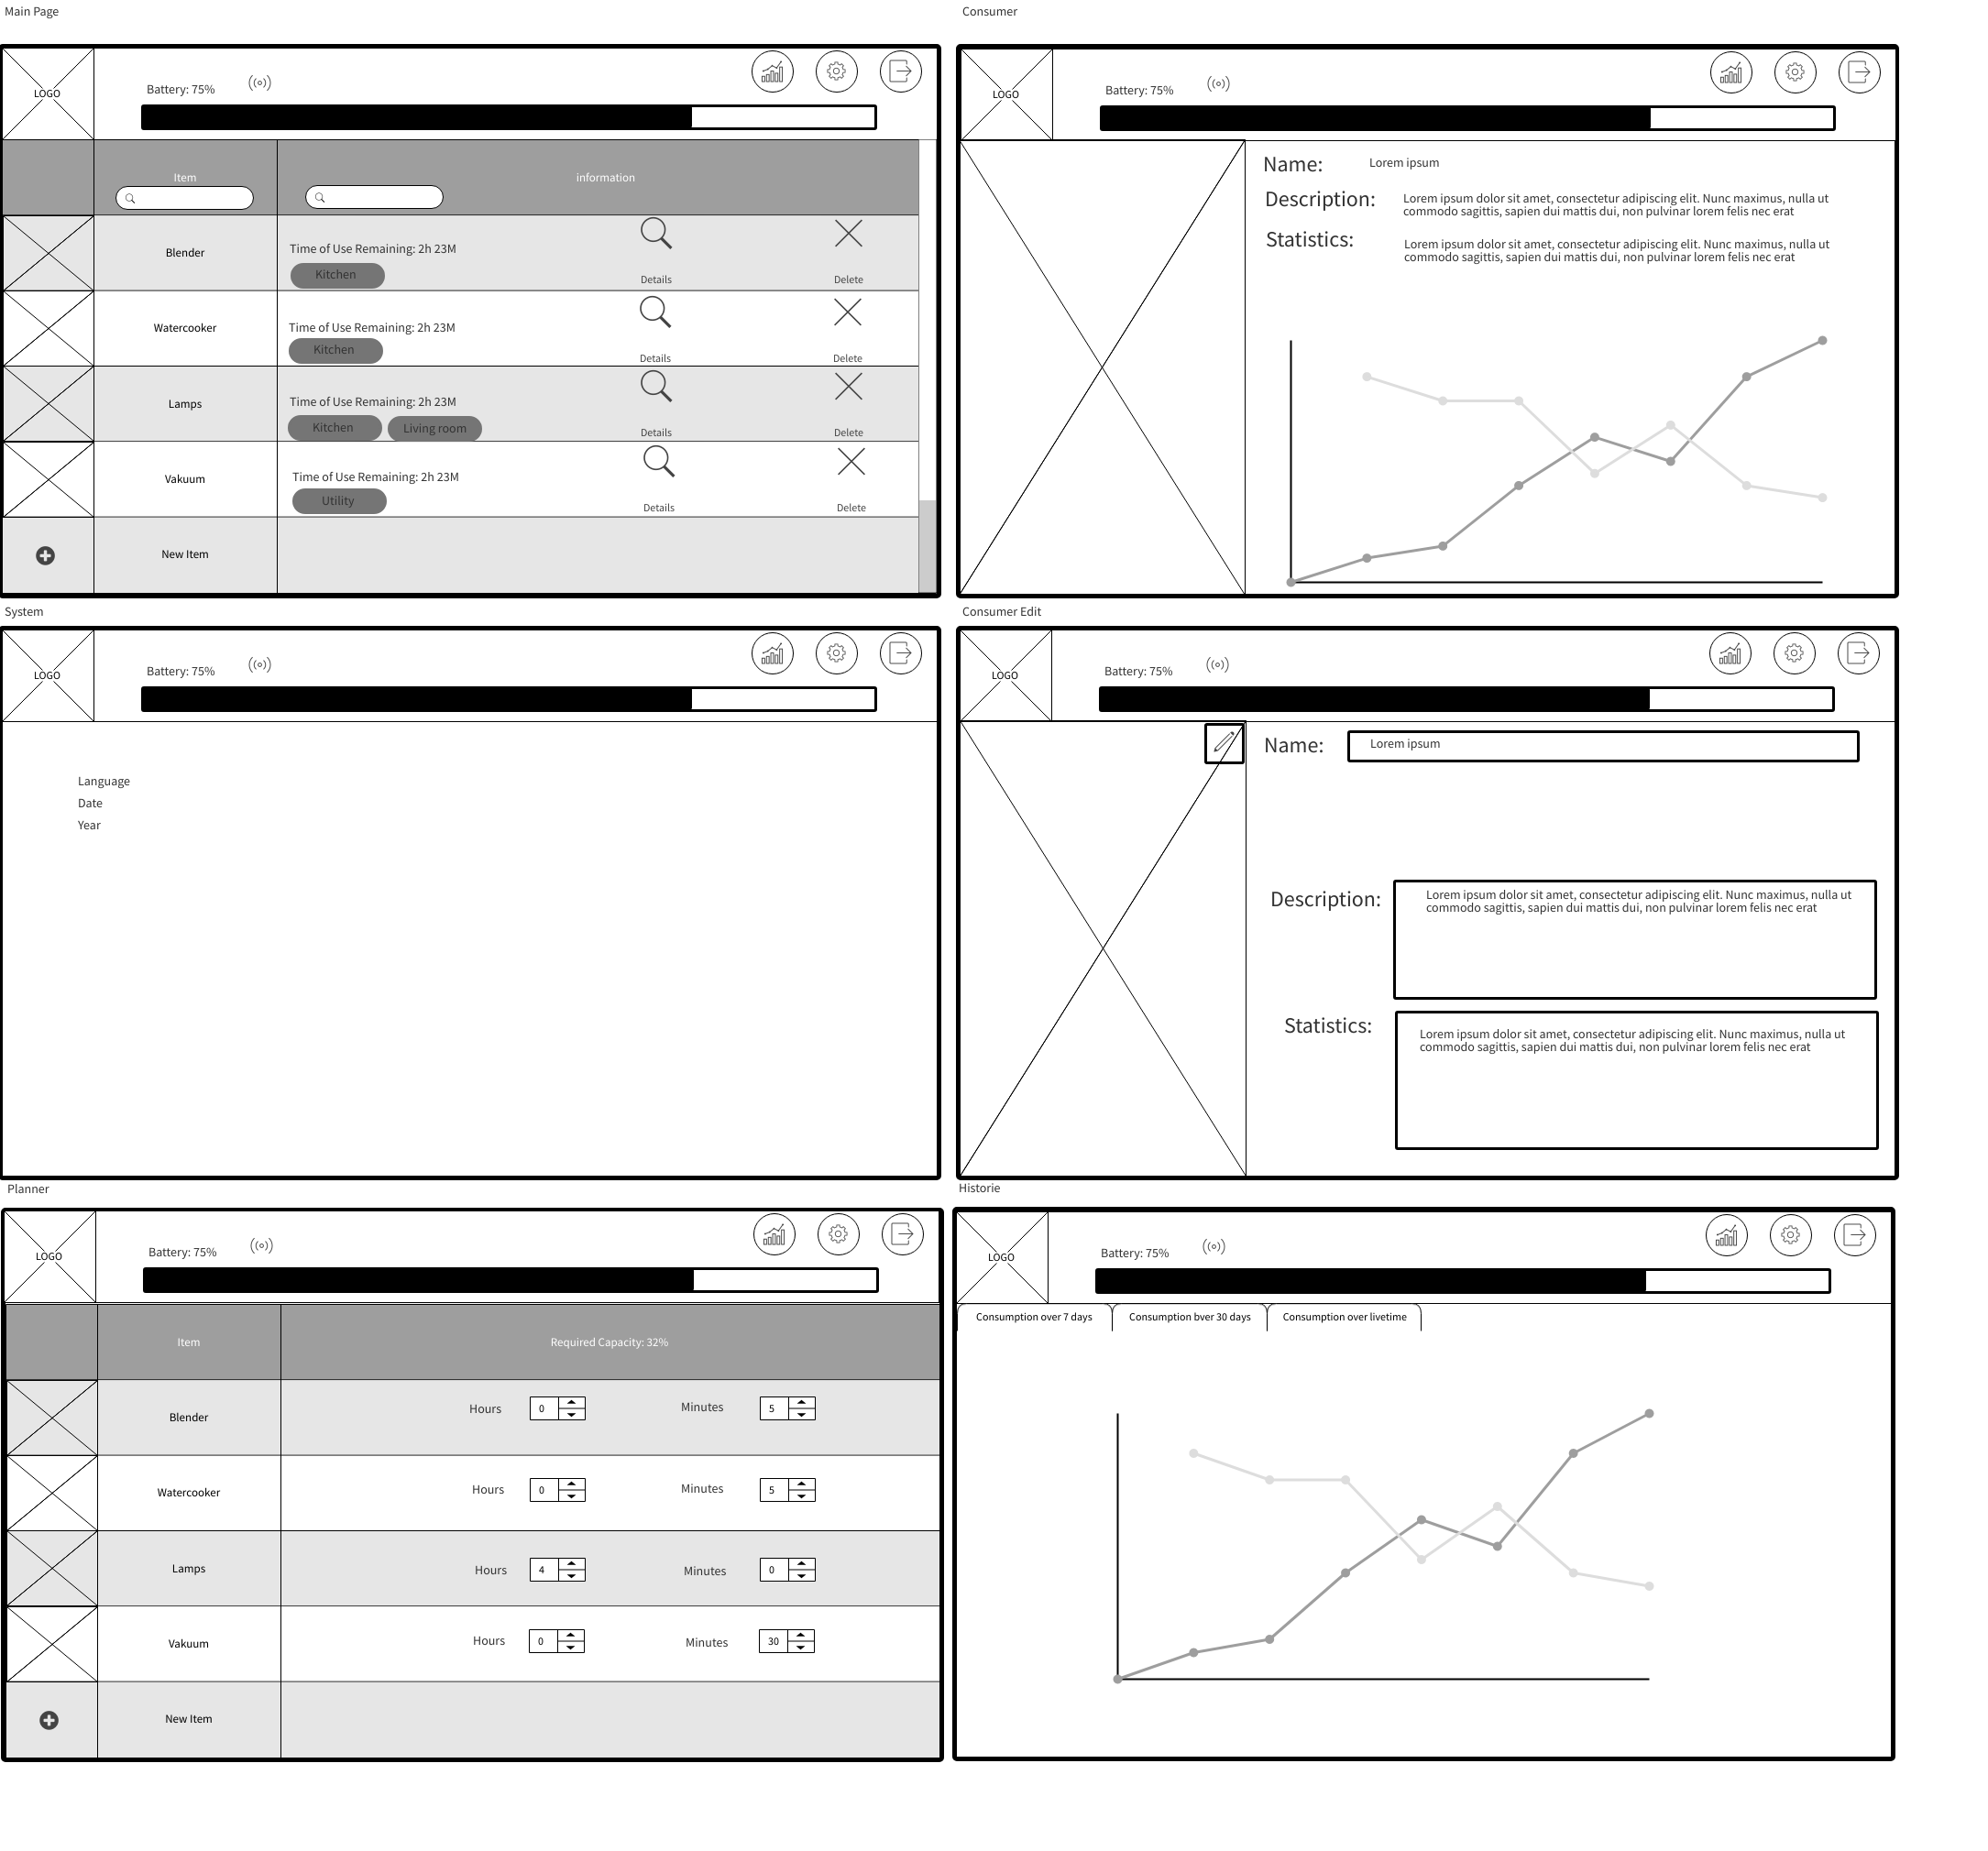 Main Page
LOGO
Battery: 75%
Item
information
Blender
Time of Use Remaining: 2h 23M
Kitchen
Details
Delete
Watercooker
Time of Use Remaining: 2h 23M
Kitchen
Details
Delete
Lamps
Time of Use Remaining: 2h 23M
Kitchen
Living room
Details
Delete
Vakuum
Time of Use Remaining: 2h 23M
Utility
Details
Delete
New Item
Consumer
LOGO
Battery: 75%
Name:
Lorem ipsum
Description:
Lorem ipsum dolor sit amet, consectetur adipiscing elit. Nunc maximus, nulla ut
commodo sagittis, sapien dui mattis dui, non pulvinar lorem felis nec erat
Statistics:
Lorem ipsum dolor sit amet, consectetur adipiscing elit. Nunc maximus, nulla ut
commodo sagittis, sapien dui mattis dui, non pulvinar lorem felis nec erat
System
LOGO
Battery: 75%
Language
Date
Year
Consumer Edit
LOGO
Battery: 75%
Name:
Lorem ipsum
Description:
Lorem ipsum dolor sit amet, consectetur adipiscing elit. Nunc maximus, nulla ut
commodo sagittis, sapien dui mattis dui, non pulvinar lorem felis nec erat
Statistics:
Lorem ipsum dolor sit amet, consectetur adipiscing elit. Nunc maximus, nulla ut
commodo sagittis, sapien dui mattis dui, non pulvinar lorem felis nec erat
Planner
LOGO
Battery: 75%
Item
Required Capacity: 32%
Blender
Hours
0
Minutes
5
Watercooker
Hours
0
Minutes
5
Lamps
Hours
4
Minutes
0
Vakuum
Hours
0
Minutes
30
New Item
Historie
LOGO
Battery: 75%
Consumption over 7 days
Consumption bver 30 days
Consumption over livetime